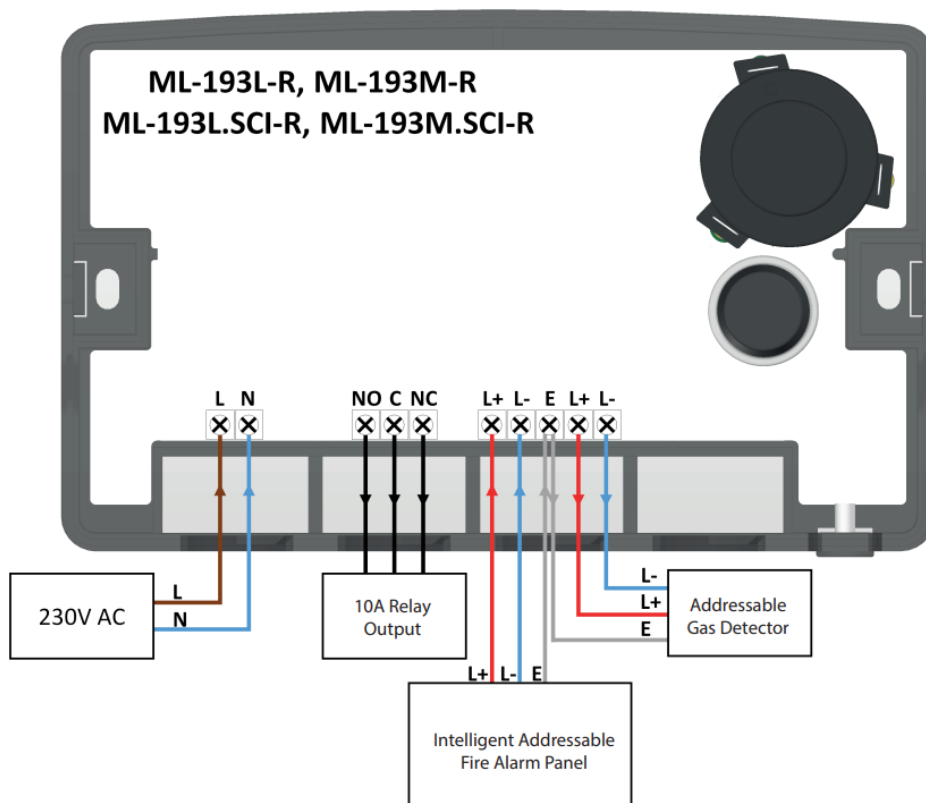 ML-193L-R, ML-193M-R
ML-193L.SCI-R, ML-193M.SCI-R
L N NO C NC L+ L- E L+ L-
230V AC
L
N
10A Relay
Output
L-
L+
E
Addressable
Gas Detector
L+ L- E
Intelligent Addressable
Fire Alarm Panel